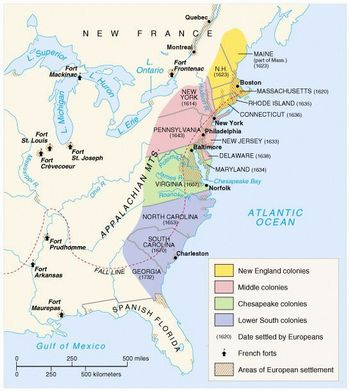 Quebec
NEW FRANCE
Montreal
L. Superior
Fort
Mackinac
L. Huron
L. Michigan
L.
Ontario
L. Erie
Fort
Frontenac
MAINE
(part of Mass.)
(1623)
N.H.
(1623)
Boston
MASSACHUSETTS (1620)
RHODE ISLAND (1635)
CONNECTICUT (1636)
NEW
YORK
(1614)
New York
Philadelphia
NEW JERSEY (1633)
DELAWARE (1638)
MARYLAND (1634)
PENNSYLVANIA
(1643)
Baltimore
Fort
St. Louis
Fort
Crèvecoeur
Fort
St. Joseph
Mississippi R.
Ohio R.
APPALACHIAN MTS.
Potomac
James R.
Roanoke
VIRGINIA (1607)
Chesapeake Bay
Norfolk
NORTH CAROLINA
(1653)
SOUTH
CAROLINA
(1670)
Charleston
GEORGIA
(1732)
FALL LINE
ATLANTIC
OCEAN
Fort
Prudhomme
Fort
Arkansas
Fort
Maurepas
SPANISH FLORIDA
Gulf of Mexico
0 250 500 miles
0 250 500 kilometers
New England colonies
Middle colonies
Chesapeake colonies
Lower South colonies
(1620) Date settled by Europeans
French forts
Areas of European settlement